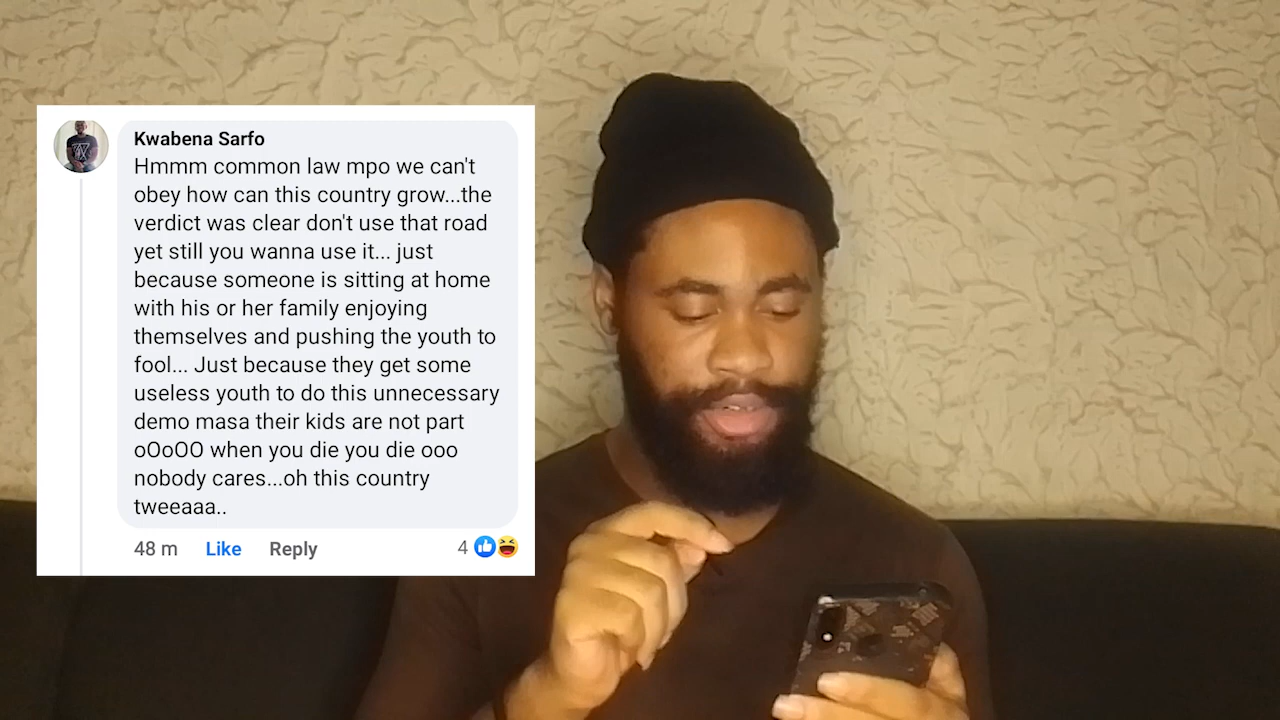 Kwabena Sarfo
Hmmm common law mpo we can't
obey how can this country grow...the
verdict was clear don't use that road
yet still you wanna use it... just
because someone is sitting at home
with his or her family enjoying
themselves and pushing the youth to
fool... Just because they get some
useless youth to do this unnecessary
demo masa their kids are not part
oOoOO when you die you die ooo
nobody cares...oh this country
tweeaaa..
48 m Like Reply 4